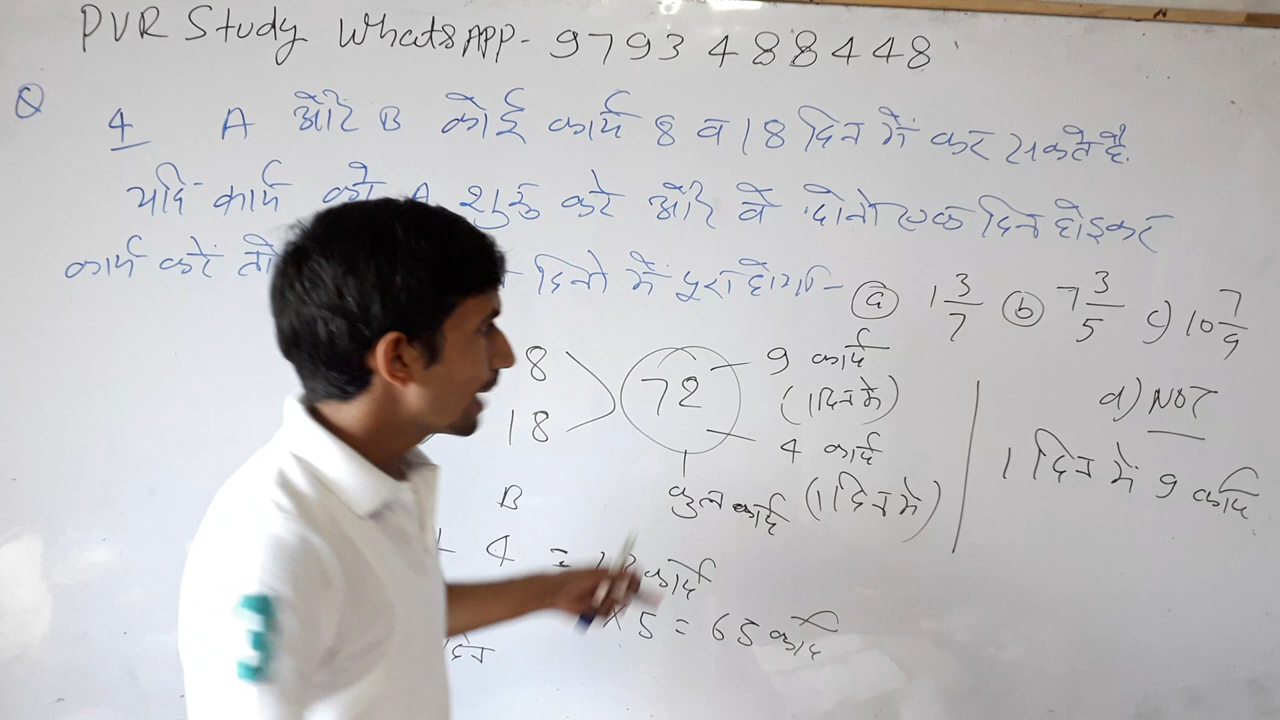 PVR Study WhatsAPP- 9793488448
Q 4 A और B कोई कार्य 8 व 18 दिन में कर सकते है.
यदि कार्य को A शुरू करे और वे दोनो एक दिन छोड़कर
कार्य करे तो दिनो में पूरा होगा-
(a) 1 3/7 (b) 7 3/5 c) 10 7/9
d) NOT
8
18
72
9 कार्य
(1 दिन मे)
4 कार्य
(1 दिन मे)
कुल कार्य
1 दिन में 9 कार्य
B
+ 4 = 13 कार्य
× 5 = 65 कार्य
3